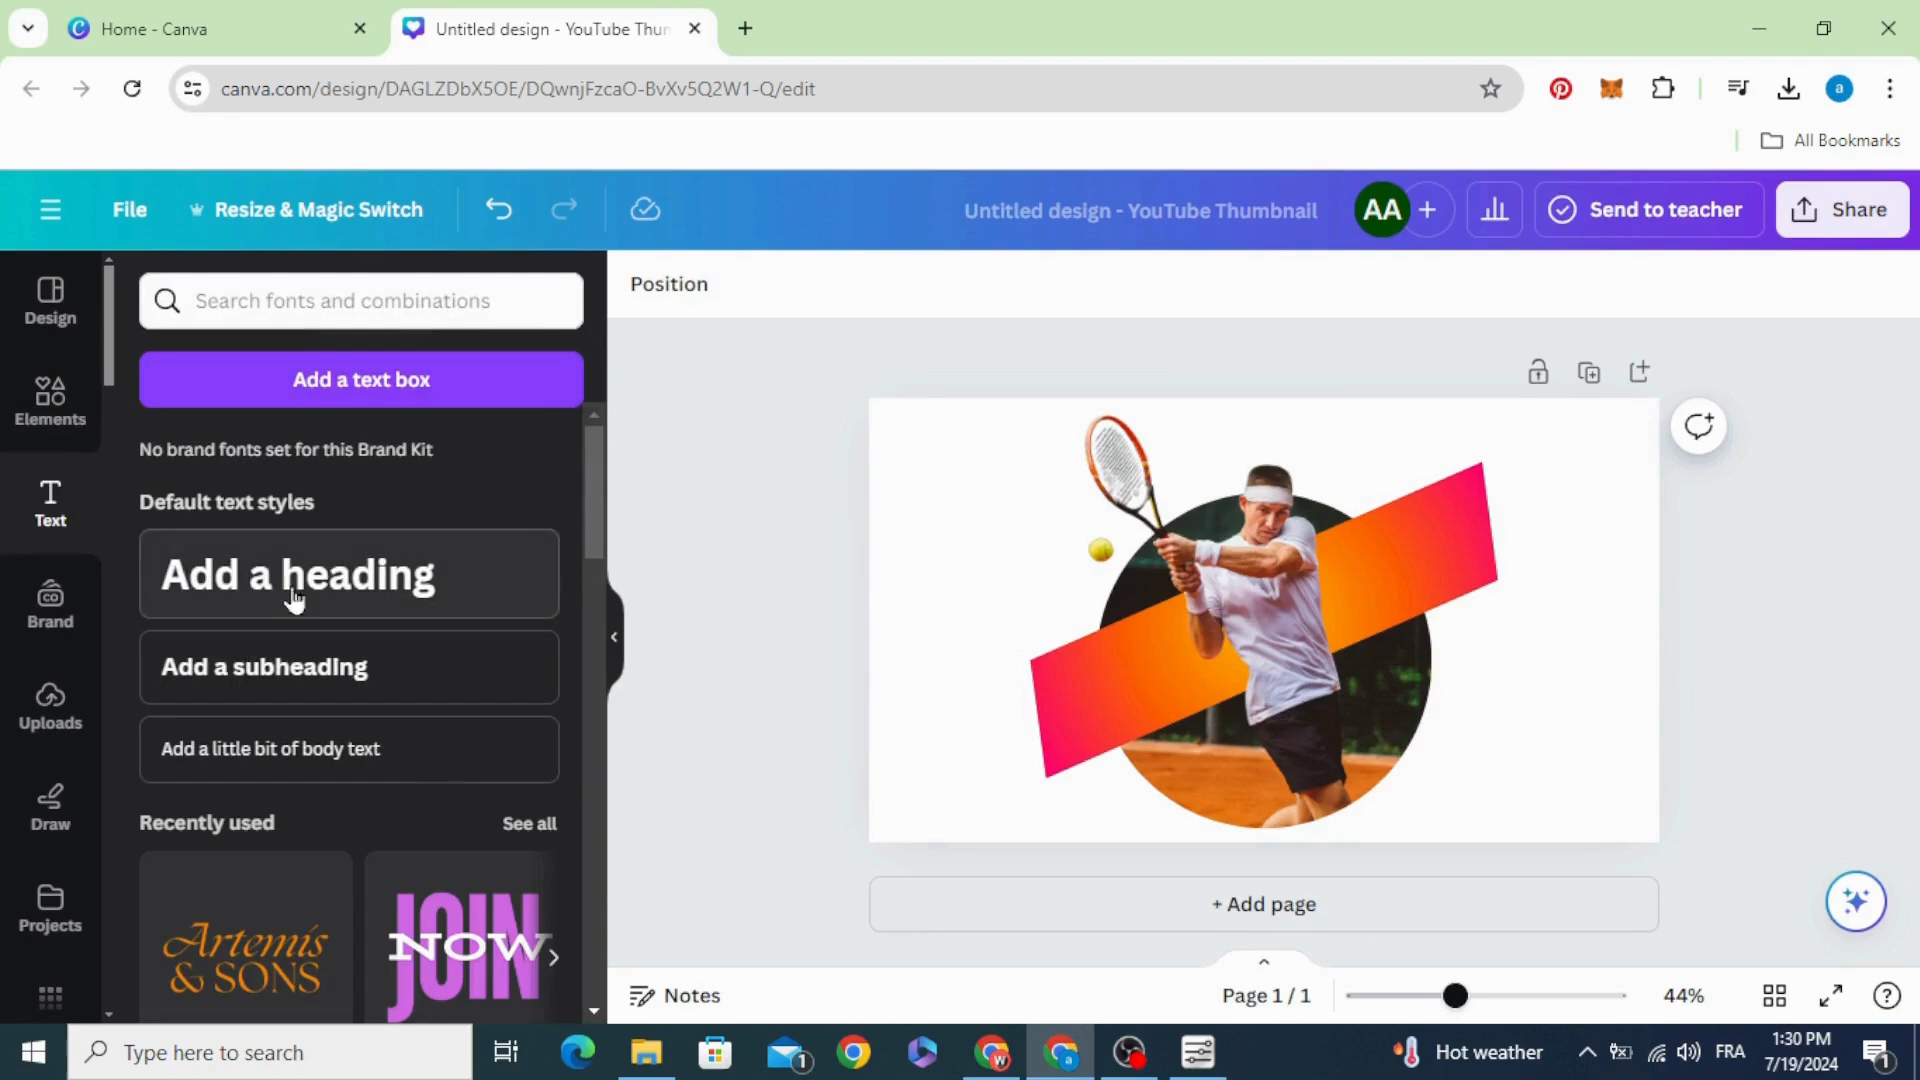 Home - Canva
Untitled design - YouTube Thun
canva.com/design/DAGLZDbX5OE/DQwnjFzcaO-BvXv5Q2W1-Q/edit
a
All Bookmarks
File
Resize & Magic Switch
Untitled design - YouTube Thumbnail
AA
Send to teacher
Share
Design
Elements
Text
Brand
Uploads
Draw
Projects
Search fonts and combinations
Add a text box
No brand fonts set for this Brand Kit
Default text styles
Add a heading
Add a subheading
Add a little bit of body text
Recently used
See all
Artemis
& SONS
JOIN
NOW
Position
+ Add page
Notes
Page 1 / 1
44%
Type here to search
1
Hot weather
FRA
1:30 PM
7/19/2024
1